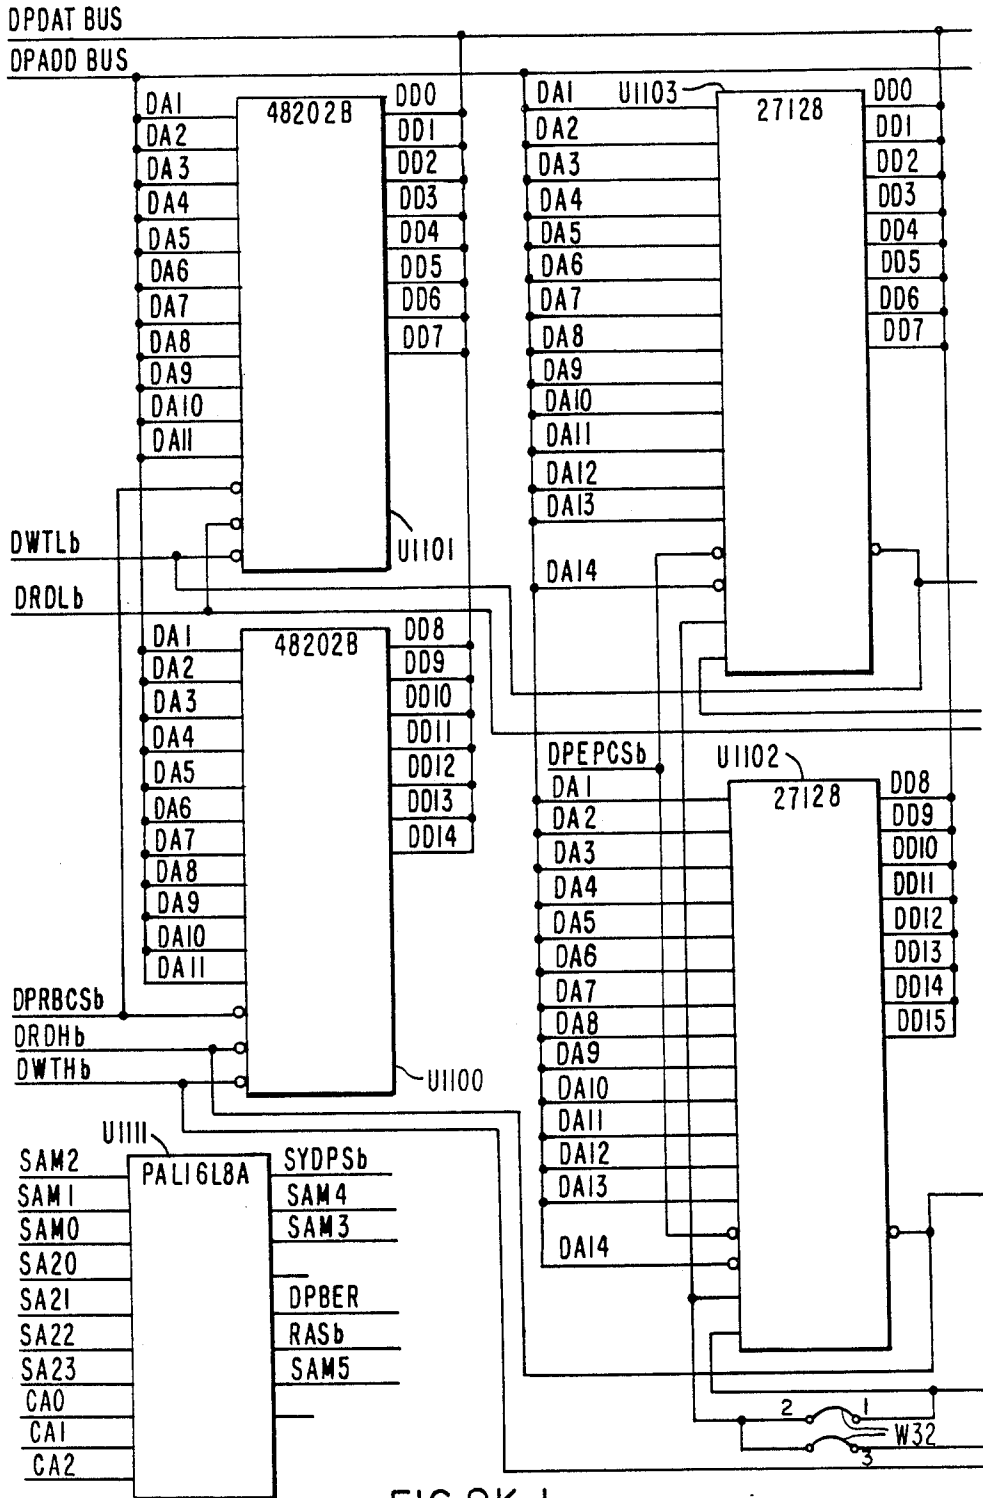 DPDAT BUS
DPADD BUS
DA1
DA2
DA3
DA4
DA5
DA6
DA7
DA8
DA9
DA10
DA11
48202B
DD0
DD1
DD2
DD3
DD4
DD5
DD6
DD7
U1101
DWTLb
DRDLb
DA1
DA2
DA3
DA4
DA5
DA6
DA7
DA8
DA9
DA10
DA11
48202B
DD8
DD9
DD10
DD11
DD12
DD13
DD14
U1100
DPRBCSb
DRDHb
DWTHb
U1111
PAL16L8A
SAM2
SAM1
SAM0
SA20
SA21
SA22
SA23
CA0
CA1
CA2
SYDPSb
SAM4
SAM3
DPBER
RASb
SAM5
U1103
27128
DA1
DA2
DA3
DA4
DA5
DA6
DA7
DA8
DA9
DA10
DA11
DA12
DA13
DA14
DD0
DD1
DD2
DD3
DD4
DD5
DD6
DD7
DPEPCSb
U1102
27128
DA1
DA2
DA3
DA4
DA5
DA6
DA7
DA8
DA9
DA10
DA11
DA12
DA13
DA14
DD8
DD9
DD10
DD11
DD12
DD13
DD14
DD15
2 1
W32
3